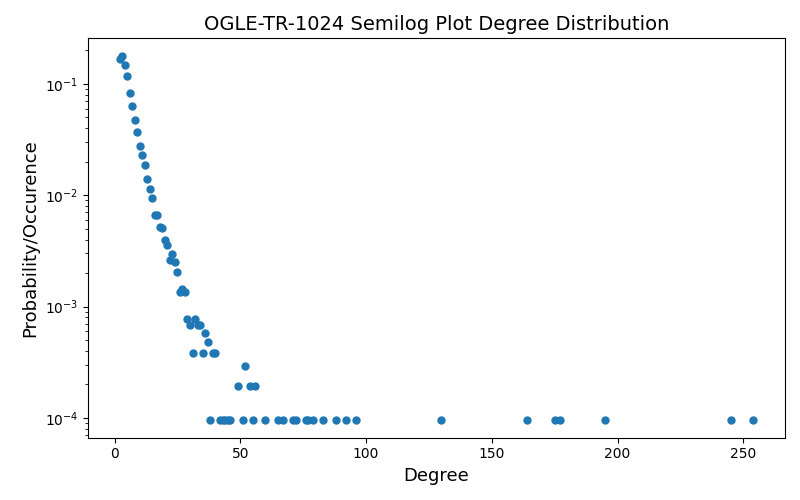 OGLE-TR-1024 Semilog Plot Degree Distribution
Probability/Occurence
10⁻¹
10⁻²
10⁻³
10⁻⁴
0 50 100 150 200 250
Degree